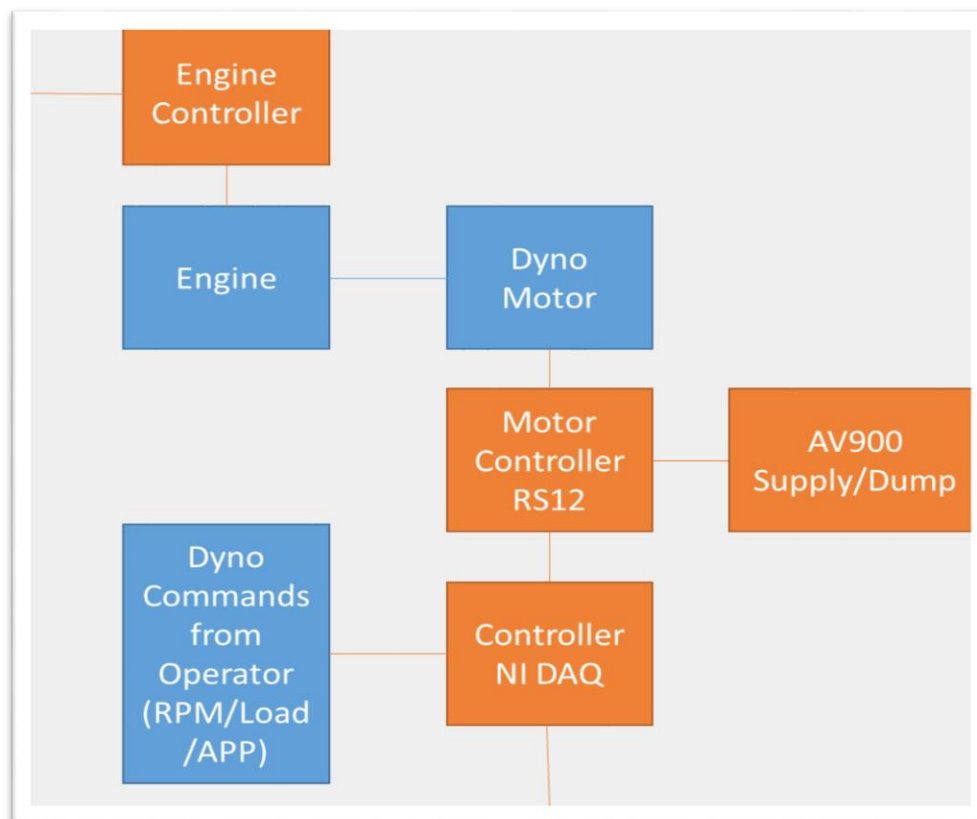 Engine
Controller
Engine
Dyno
Motor
Motor
Controller
RS12
AV900
Supply/Dump
Dyno
Commands
from
Operator
(RPM/Load
/APP)
Controller
NI DAQ